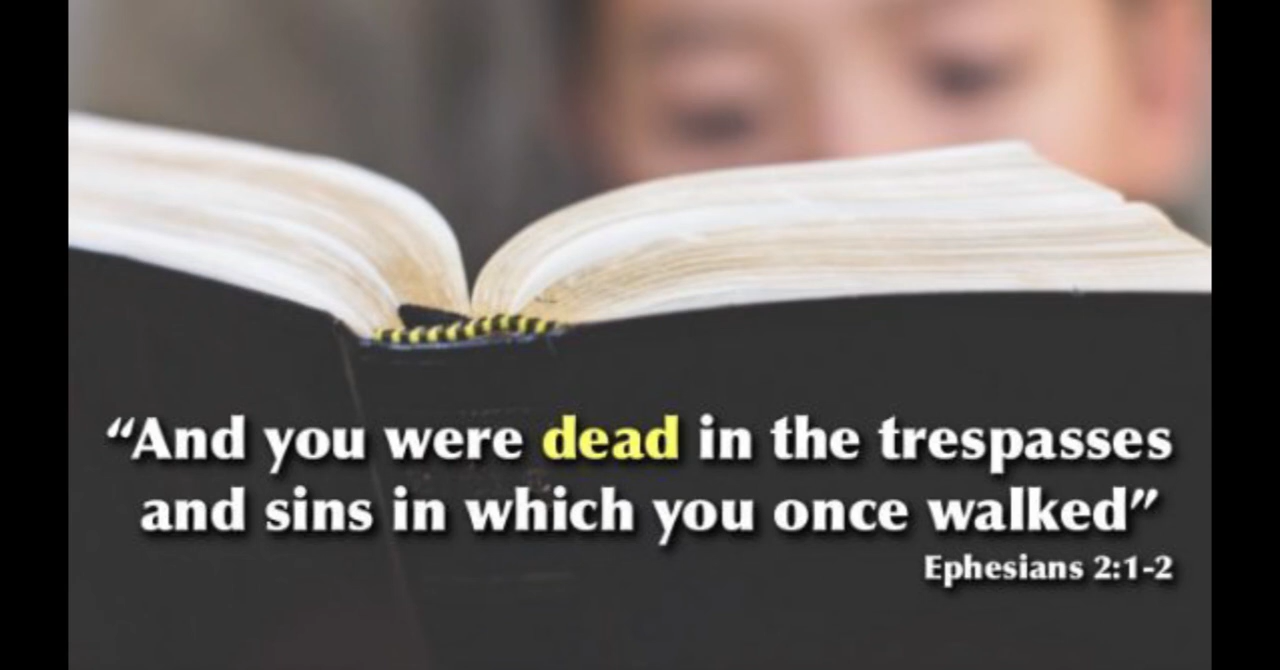 “And you were dead in the trespasses
and sins in which you once walked”
Ephesians 2:1-2